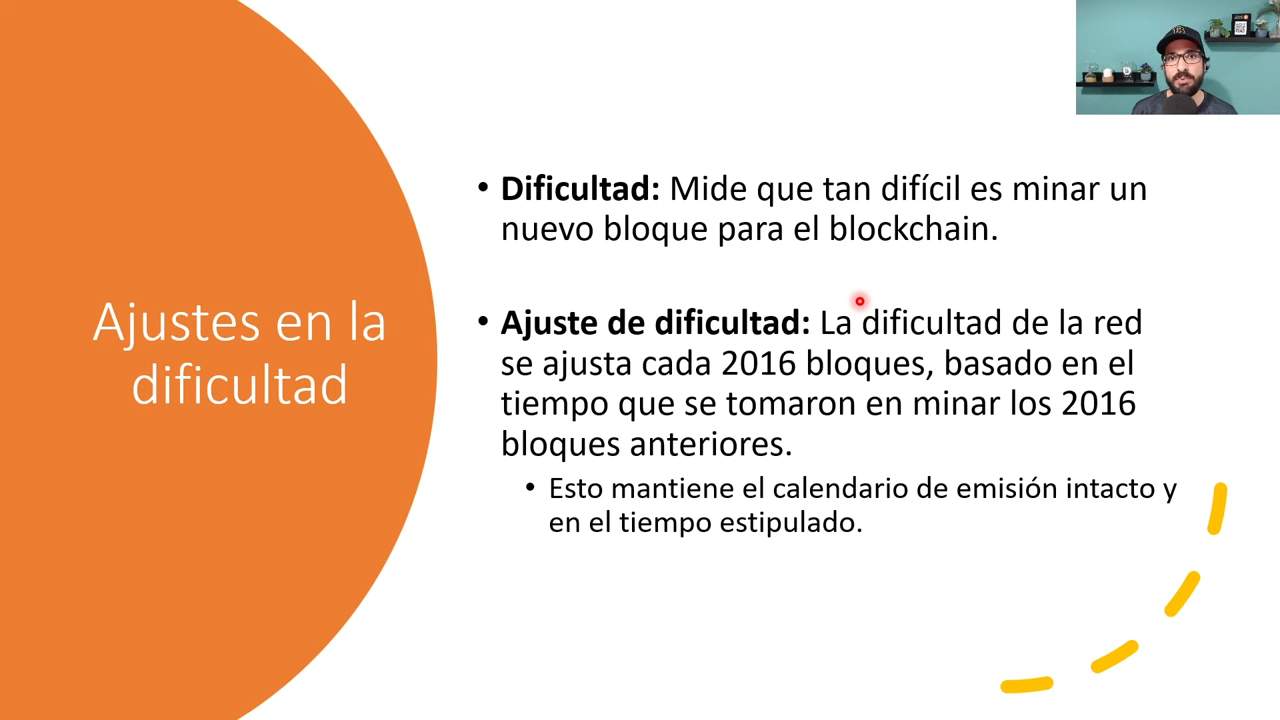 Ajustes en la
dificultad
• Dificultad: Mide que tan difícil es minar un
nuevo bloque para el blockchain.
• Ajuste de dificultad: La dificultad de la red
se ajusta cada 2016 bloques, basado en el
tiempo que se tomaron en minar los 2016
bloques anteriores.
• Esto mantiene el calendario de emisión intacto y
en el tiempo estipulado.